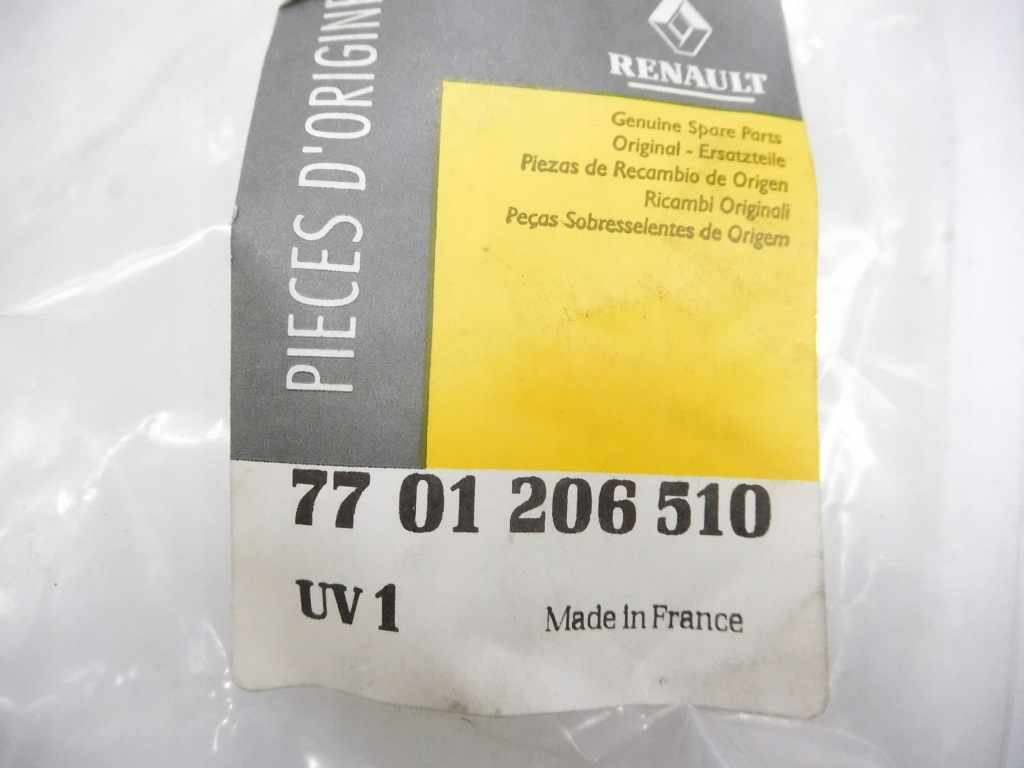 PIECES D'ORIGINE
RENAULT
Genuine Spare Parts
Original - Ersatzteile
Piezas de Recambio de Origen
Ricambi Originali
Peças Sobresselentes de Origem
77 01 206 510
UV 1
Made in France